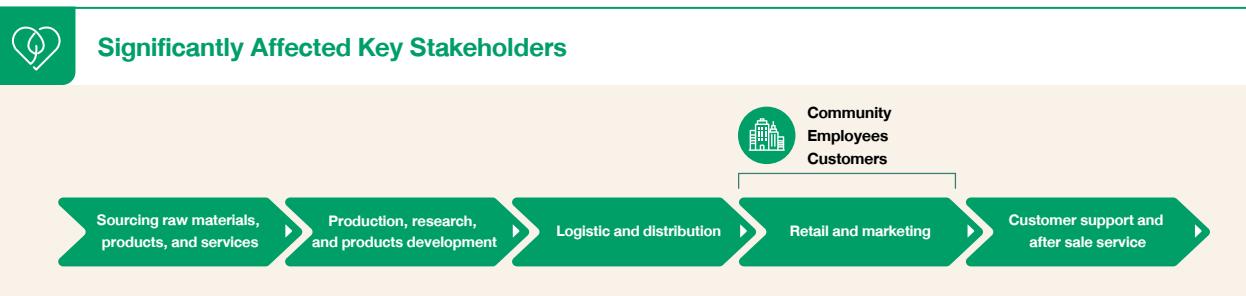 Significantly Affected Key Stakeholders
Community
Employees
Customers
Sourcing raw materials,
products, and services
Production, research,
and products development
Logistic and distribution
Retail and marketing
Customer support and
after sale service